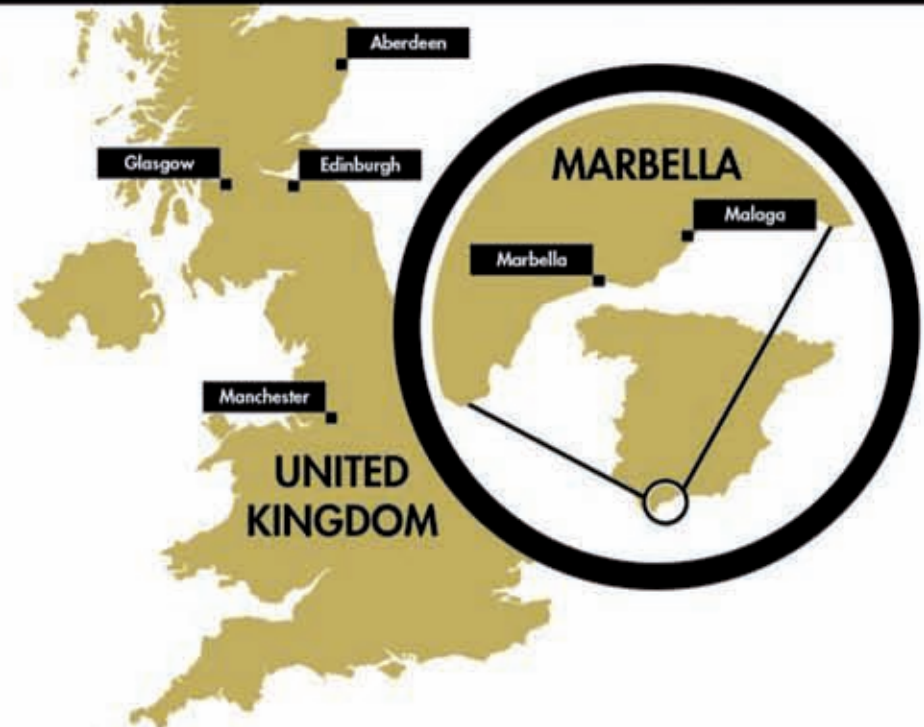 Aberdeen
Glasgow
Edinburgh
MARBELLA
Malaga
Marbella
Manchester
UNITED
KINGDOM